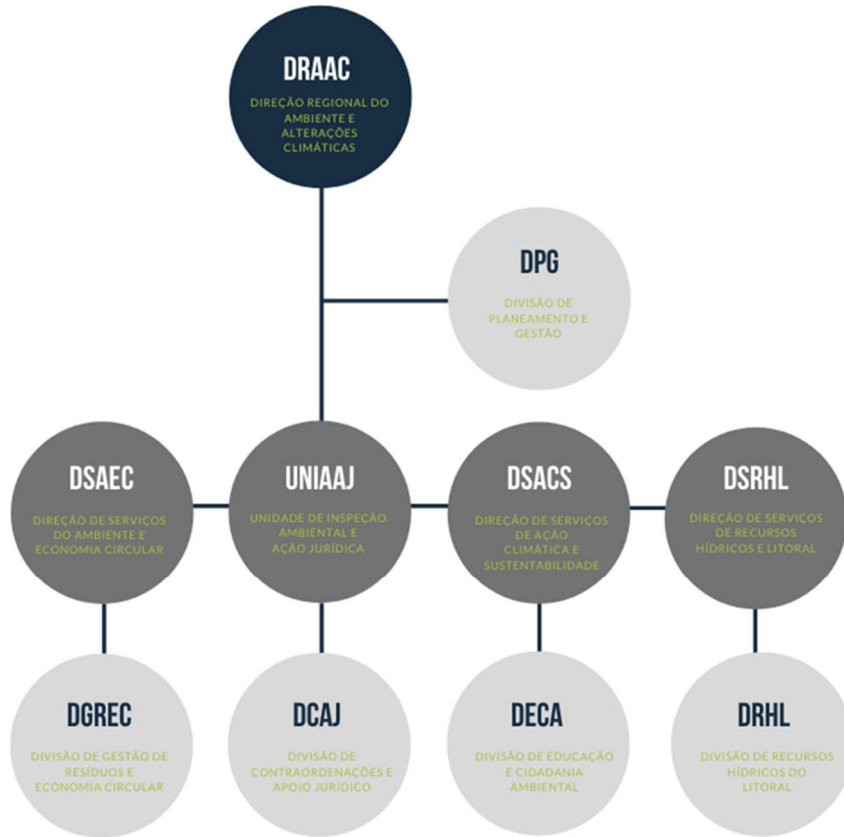 DRAAC
DIREÇÃO REGIONAL DO
AMBIENTE E
ALTERAÇÕES
CLIMÁTICAS
DPG
DIVISÃO DE
PLANEAMENTO E
GESTÃO
DSAEC
DIREÇÃO DE SERVIÇOS
DO AMBIENTE E
ECONOMIA CIRCULAR
UNIAAJ
UNIDADE DE INSPEÇÃO
AMBIENTAL E
AÇÃO JURÍDICA
DSACS
DIREÇÃO DE SERVIÇOS
DE AÇÃO
CLIMÁTICA E
SUSTENTABILIDADE
DSRHL
DIREÇÃO DE SERVIÇOS
DE RECURSOS
HÍDRICOS E LITORAL
DGREC
DIVISÃO DE GESTÃO DE
RESÍDUOS E
ECONOMIA CIRCULAR
DCAJ
DIVISÃO DE
CONTRAORDENAÇÕES E
APOIO JURÍDICO
DECA
DIVISÃO DE EDUCAÇÃO
E CIDADANIA
AMBIENTAL
DRHL
DIVISÃO DE RECURSOS
HÍDRICOS DO
LITORAL